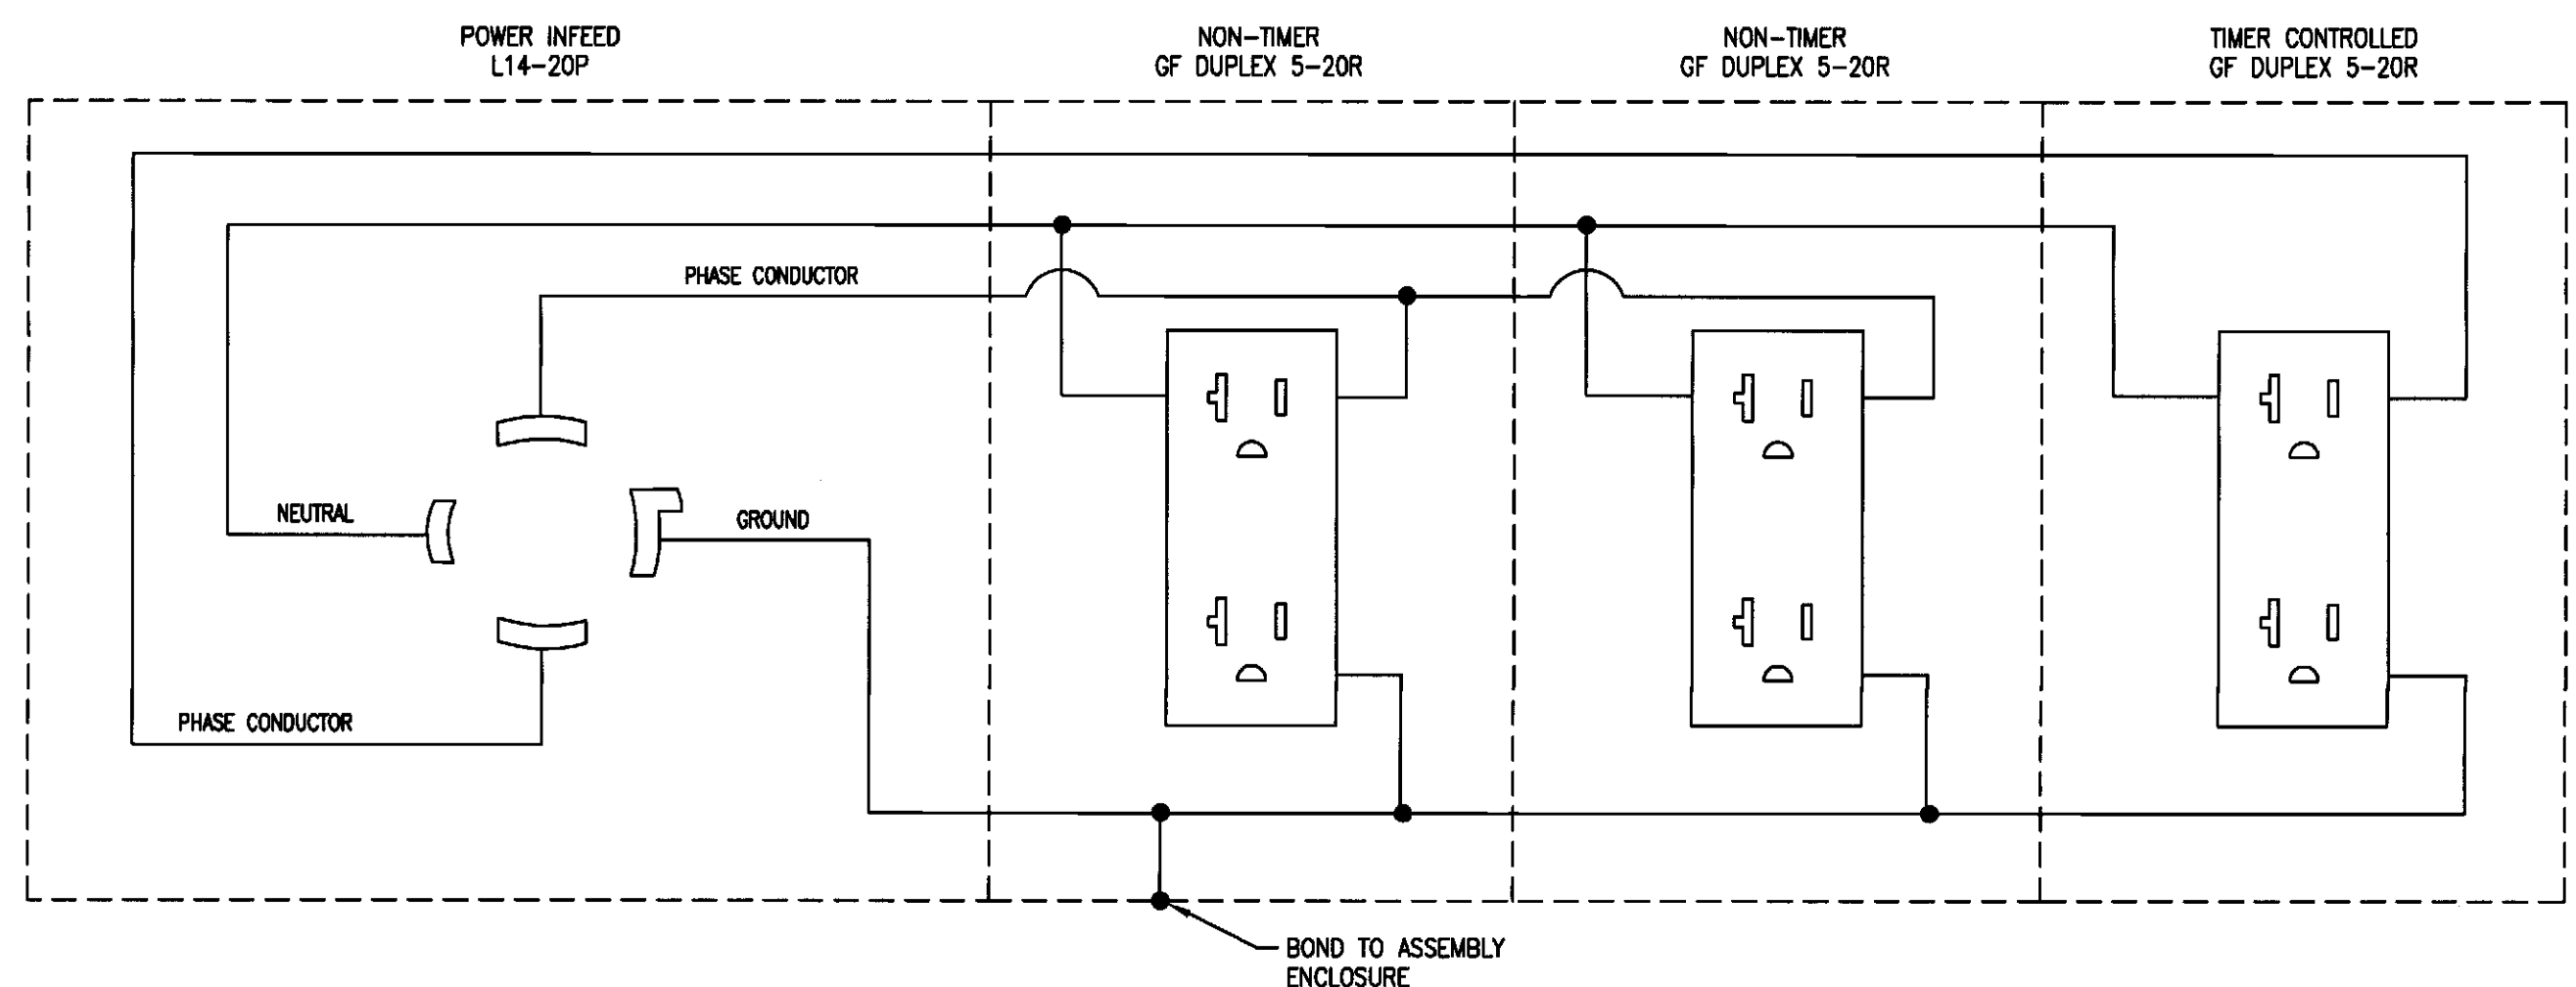 POWER INFEED
L14-20P
NON-TIMER
GF DUPLEX 5-20R
NON-TIMER
GF DUPLEX 5-20R
TIMER CONTROLLED
GF DUPLEX 5-20R
PHASE CONDUCTOR
NEUTRAL
GROUND
PHASE CONDUCTOR
BOND TO ASSEMBLY
ENCLOSURE